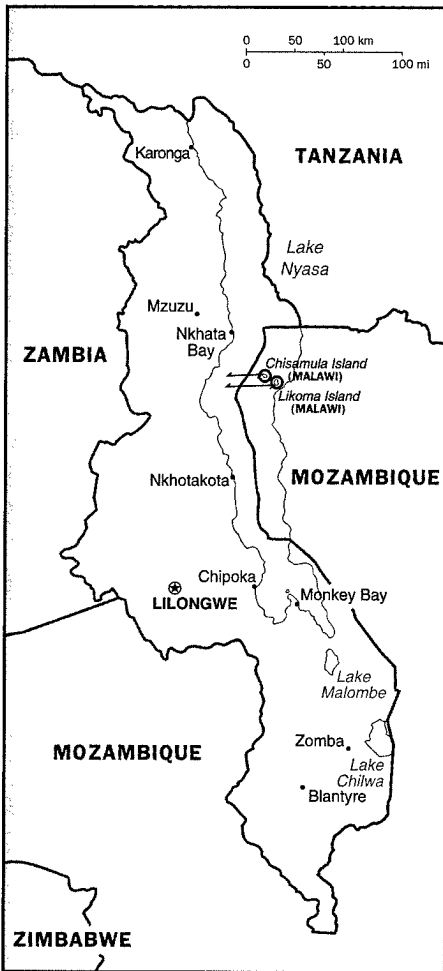 0 50 100 km
0 50 100 mi
Karonga
TANZANIA
Lake
Nyasa
Mzuzu
Nkhata
Bay
ZAMBIA
Chisamula Island
(MALAWI)
Likoma Island
(MALAWI)
MOZAMBIQUE
Nkhotakota
Chipoka
LILONGWE
Monkey Bay
Lake
Malombe
MOZAMBIQUE
Zomba
Lake
Chilwa
Blantyre
ZIMBABWE